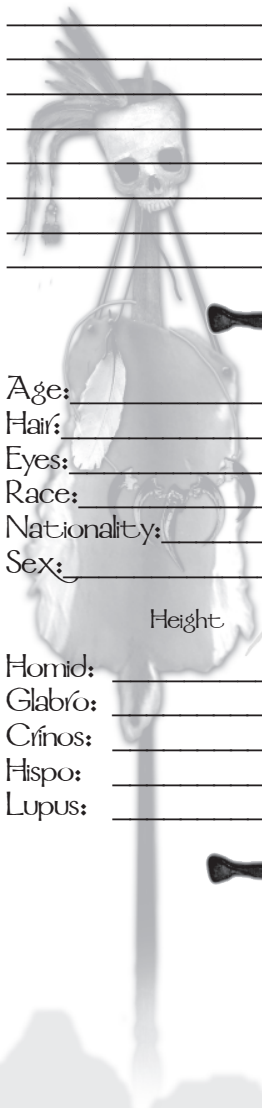 Age:
Hair:
Eyes:
Race:
Nationality:
Sex:
Height
Homid:
Glabro:
Crinos:
Hispo:
Lupus: